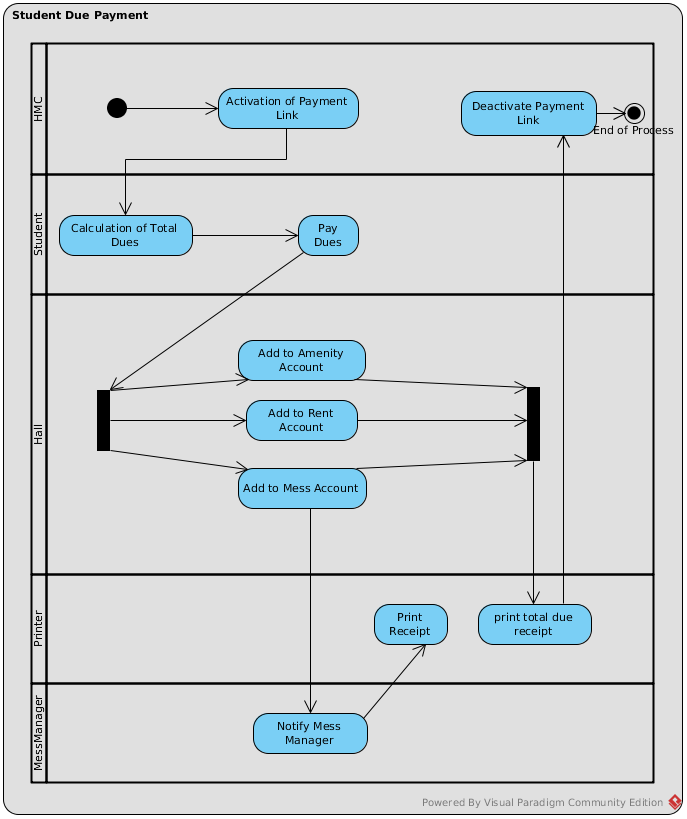 Student Due Payment
HMC
Activation of Payment
Link
Deactivate Payment
Link
End of Process
Student
Calculation of Total
Dues
Pay
Dues
Hall
Add to Amenity
Account
Add to Rent
Account
Add to Mess Account
Printer
Print
Receipt
print total due
receipt
MessManager
Notify Mess
Manager
Powered By Visual Paradigm Community Edition